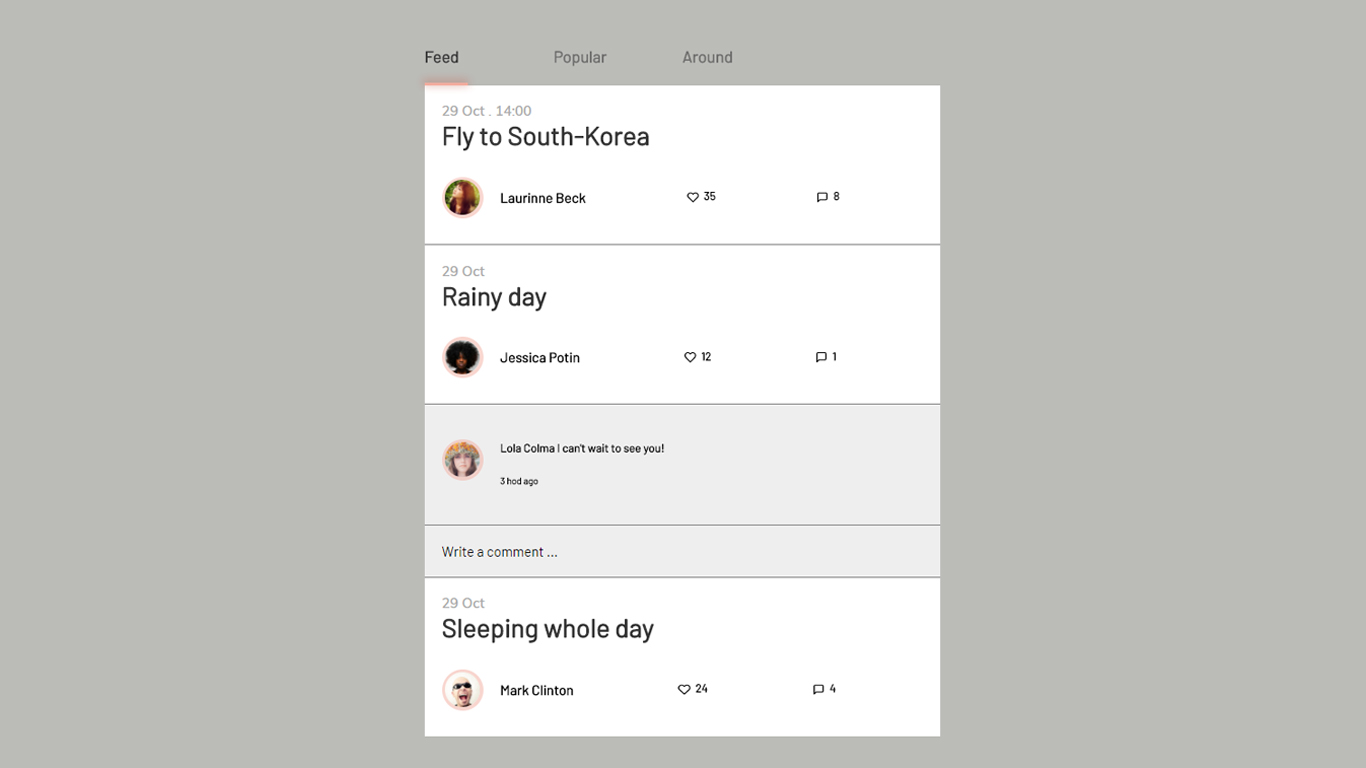 Feed Popular Around
29 Oct . 14:00
Fly to South-Korea
Laurinne Beck 35 8
29 Oct
Rainy day
Jessica Potin 12 1
Lola Colma I can't wait to see you!
3 hod ago
Write a comment ...
29 Oct
Sleeping whole day
Mark Clinton 24 4